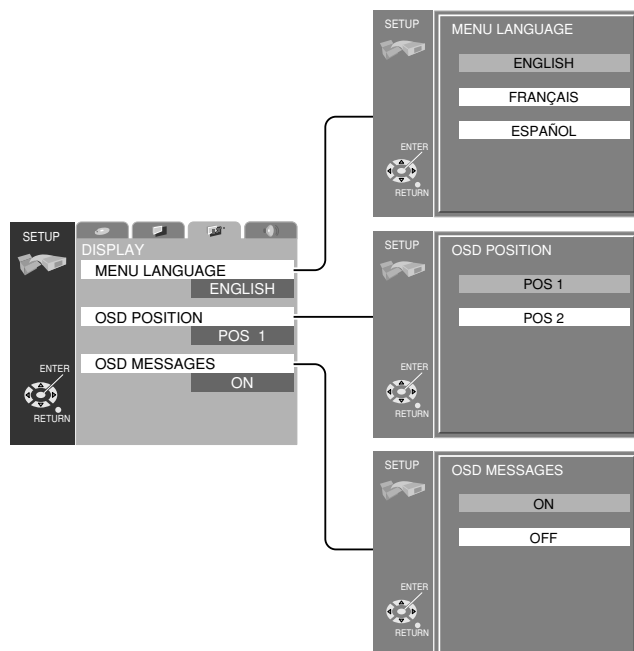 SETUP
DISPLAY
MENU LANGUAGE
ENGLISH
OSD POSITION
POS 1
OSD MESSAGES
ON
ENTER
RETURN
SETUP
MENU LANGUAGE
ENGLISH
FRANÇAIS
ESPAÑOL
ENTER
RETURN
SETUP
OSD POSITION
POS 1
POS 2
ENTER
RETURN
SETUP
OSD MESSAGES
ON
OFF
ENTER
RETURN